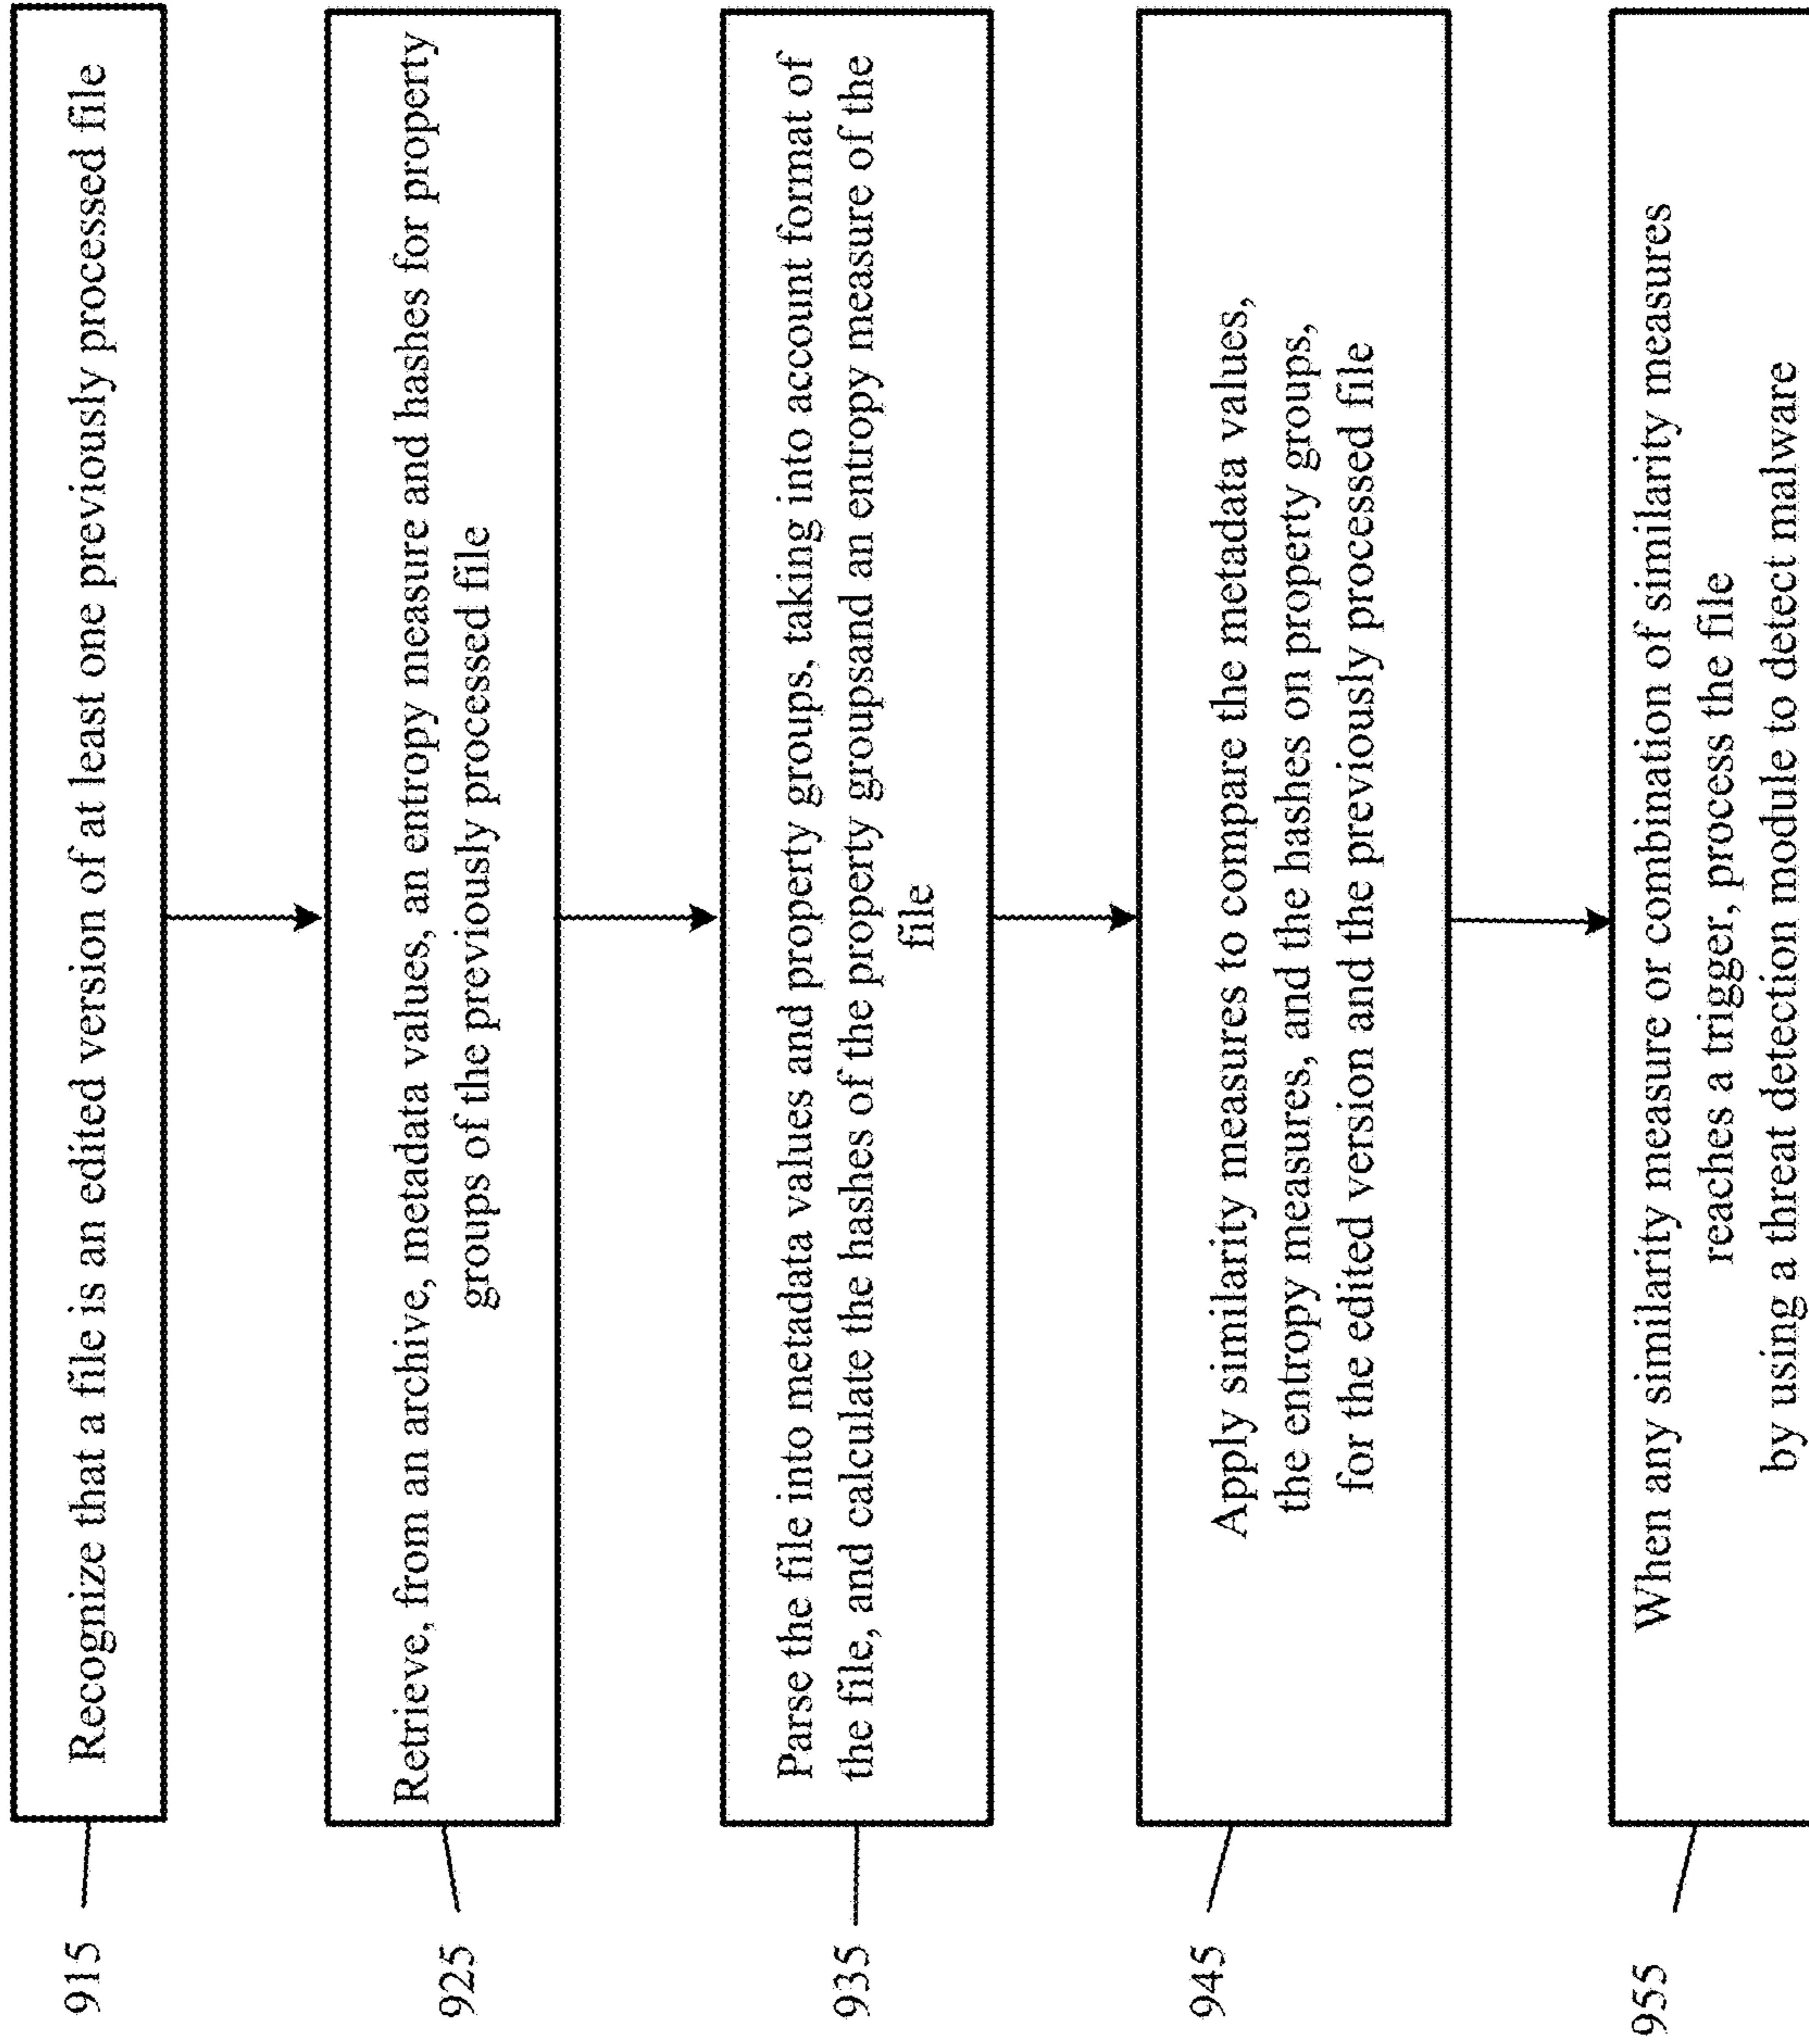 915
Recognize that a file is an edited version of at least one previously processed file
925
Retrieve, from an archive, metadata values, an entropy measure and hashes for property
groups of the previously processed file
935
Parse the file into metadata values and property groups, taking into account format of
the file, and calculate the hashes of the property groupsand an entropy measure of the
file
945
Apply similarity measures to compare the metadata values,
the entropy measures, and the hashes on property groups,
for the edited version and the previously processed file
955
When any similarity measure or combination of similarity measures
reaches a trigger, process the file
by using a threat detection module to detect malware